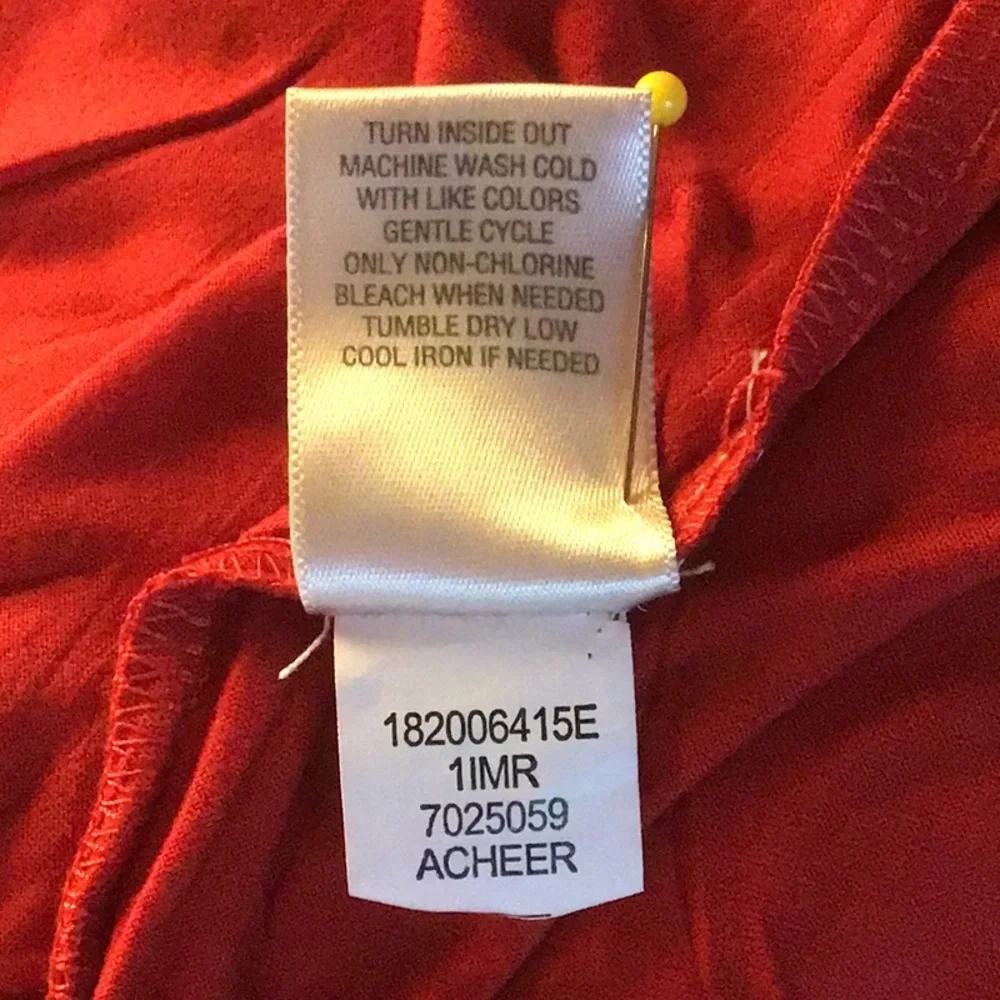 TURN INSIDE OUT
MACHINE WASH COLD
WITH LIKE COLORS
GENTLE CYCLE
ONLY NON-CHLORINE
BLEACH WHEN NEEDED
TUMBLE DRY LOW
COOL IRON IF NEEDED
182006415E
1IMR
7025059
ACHEER